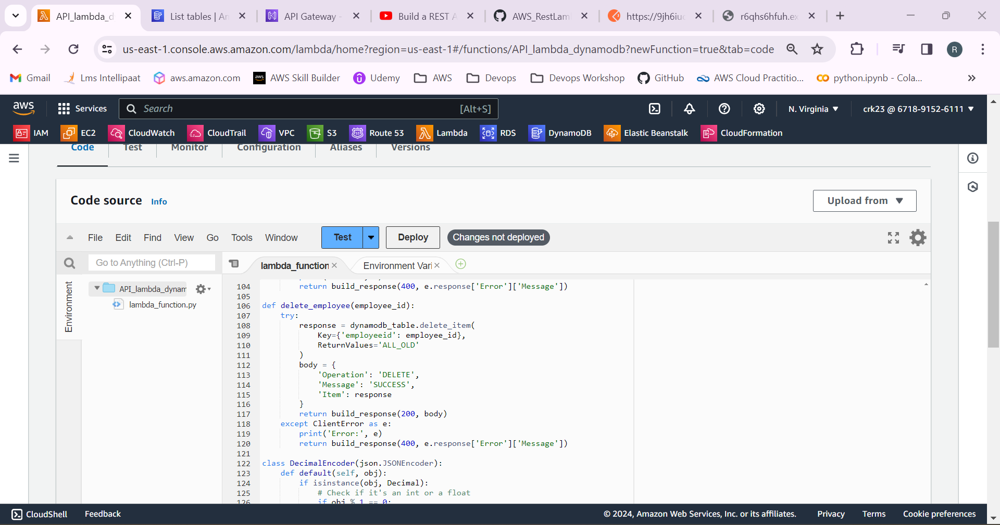 API_lambda_d
List tables | An
API Gateway -
Build a REST A
AWS_RestLam
https://9jh6iu
r6qhs6hfuh.ex
us-east-1.console.aws.amazon.com/lambda/home?region=us-east-1#/functions/API_lambda_dynamodb?newFunction=true&tab=code
R
Gmail
Lms Intellipaat
aws.amazon.com
aws
AWS Skill Builder
Udemy
AWS
Devops
Devops Workshop
GitHub
AWS Cloud Practitio...
python.ipynb - Cola...
aws
Services
Search
[Alt+S]
N. Virginia
crk23 @ 6718-9152-6111
IAM
EC2
CloudWatch
CloudTrail
VPC
S3
Route 53
Lambda
RDS
DynamoDB
Elastic Beanstalk
CloudFormation
Code
Test
Monitor
Configuration
Aliases
Versions
Code source
Info
Upload from
File
Edit
Find
View
Go
Tools
Window
Test
Deploy
Changes not deployed
Go to Anything (Ctrl-P)
lambda_function
Environment Vari
Environment
API_lambda_dynam
lambda_function.py
104 return build_response(400, e.response['Error']['Message'])
105
106 def delete_employee(employee_id):
107 try:
108 response = dynamodb_table.delete_item(
109 Key={'employeeid': employee_id},
110 ReturnValues='ALL_OLD'
111 )
112 body = {
113 'Operation': 'DELETE',
114 'Message': 'SUCCESS',
115 'Item': response
116 }
117 return build_response(200, body)
118 except ClientError as e:
119 print('Error:', e)
120 return build_response(400, e.response['Error']['Message'])
121
122 class DecimalEncoder(json.JSONEncoder):
123 def default(self, obj):
124 if isinstance(obj, Decimal):
125 # Check if it's an int or a float
126 if obj % 1 == 0:
CloudShell
Feedback
© 2024, Amazon Web Services, Inc. or its affiliates.
Privacy
Terms
Cookie preferences